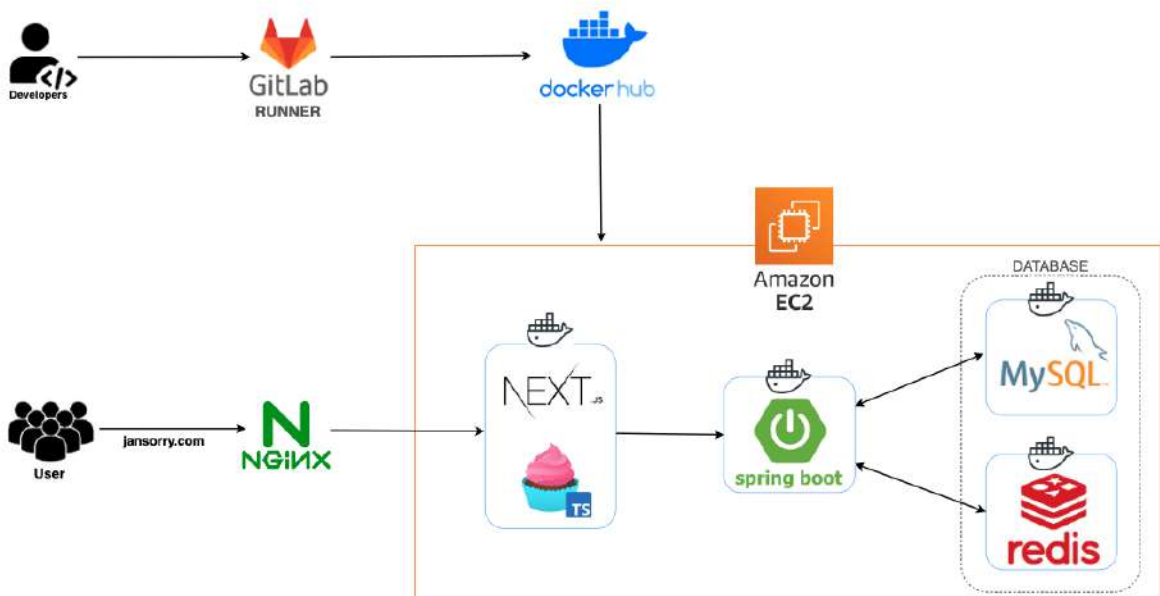 Developers
GitLab
RUNNER
docker hub
Amazon
EC2
DATABASE
MySQL
NEXT.JS
TS
spring boot
redis
User
jansorry.com
NGINX